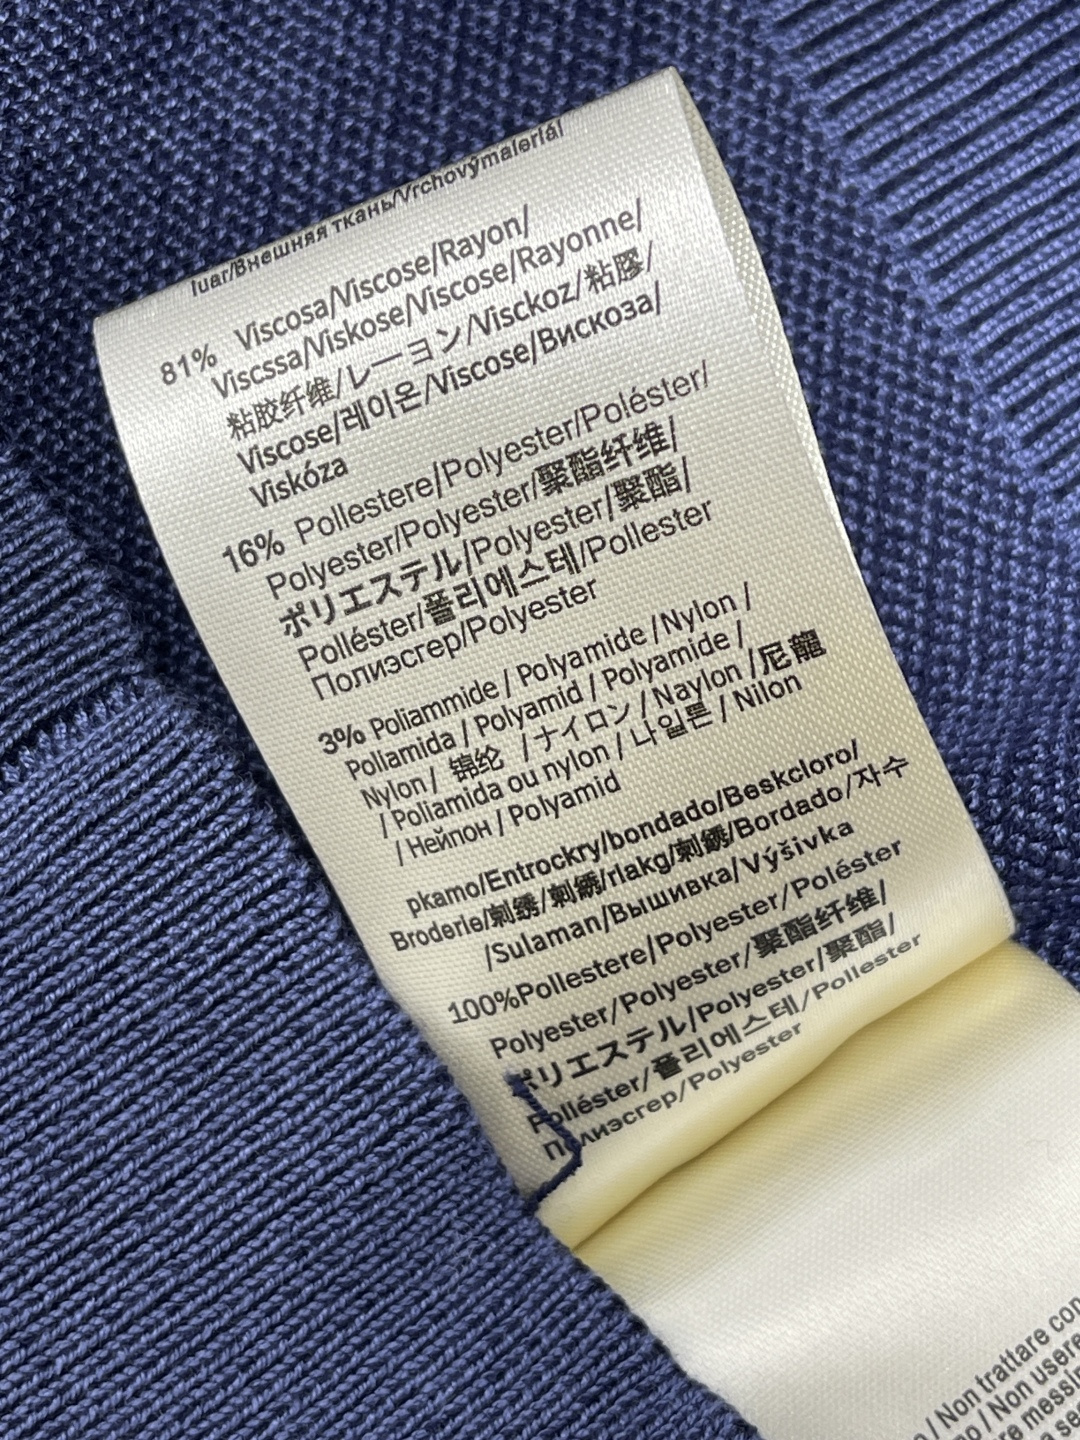 luar/Внешняя ткань/Vrchovýmaleríál
81% Viscosa/Viscose/Rayon/
Viscssa/Viskose/Viscose/Rayonne/
粘胶纤维/レーヨン/Visckoz/粘膠/
Viscose/레이온/Viscose/Вискоза/
Viskóza
16% Pollestere/Polyester/Poléster/
Polyester/Polyester/聚酯纤维/
ポリエステル/Polyester/聚酯/
Polléster/폴리에스테/Pollester
Полиэсгер/Polyester
3% Poliammide / Polyamide / Nylon /
Pollamida / Polyamid / Polyamide /
Nylon / 锦纶 / ナイロン / Naylon / 尼龍
/ Poliamida ou nylon / 나일론 / Nilon
/ Нейпон / Polyamid
pkamo/Entrockry/bondado/Beskcloro/
Broderle/刺绣/刺繡/rlakg/刺繡/Bordado/자수
/Sulaman/Вышивка/Výšivka
100%Pollestere/Polyester/Poléster
Polyester/Polyester/聚酯纤维/
ポリエステル/Polyester/聚酯/
Polléster/폴리에스테/Pollester
Полиэсгер/Polyester
/ Non trattare con
/ Non usere